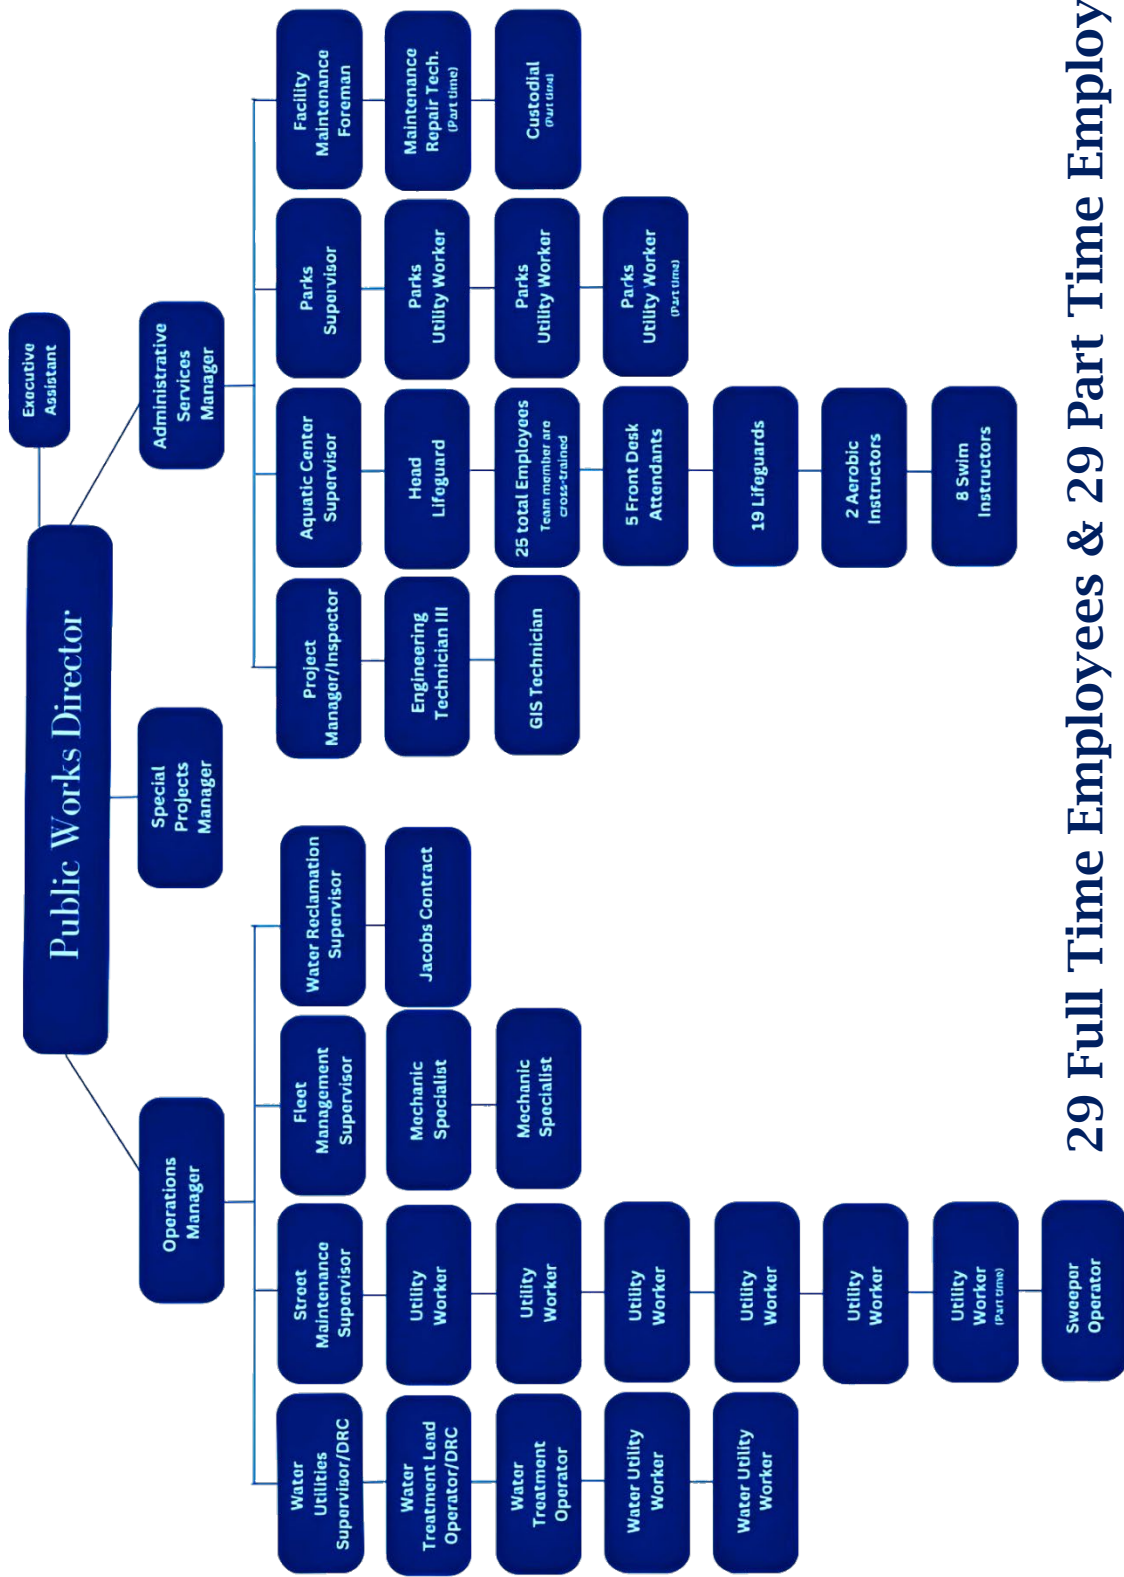 Executive
Assistant
Public Works Director
Operations
Manager
Special
Projects
Manager
Administrative
Services
Manager
Water
Utilities
Supervisor/DRC
Water
Treatment Lead
Operator/DRC
Water
Treatment
Operator
Water Utility
Worker
Water Utility
Worker
Street
Maintenance
Supervisor
Utility
Worker
Utility
Worker
Utility
Worker
Utility
Worker
Utility
Worker
Utility
Worker
(Part time)
Sweeper
Operator
Fleet
Management
Supervisor
Mechanic
Specialist
Mechanic
Specialist
Water Reclamation
Supervisor
Jacobs Contract
Project
Manager/Inspector
Engineering
Technician III
GIS Technician
Aquatic Center
Supervisor
Head
Lifeguard
25 total Employees
Team member are
cross-trained
5 Front Desk
Attendants
19 Lifeguards
2 Aerobic
Instructors
8 Swim
Instructors
Parks
Supervisor
Parks
Utility Worker
Parks
Utility Worker
Parks
Utility Worker
(Part time)
Facility
Maintenance
Foreman
Maintenance
Repair Tech.
(Part time)
Custodial
(Part time)
29 Full Time Employees & 29 Part Time Employ